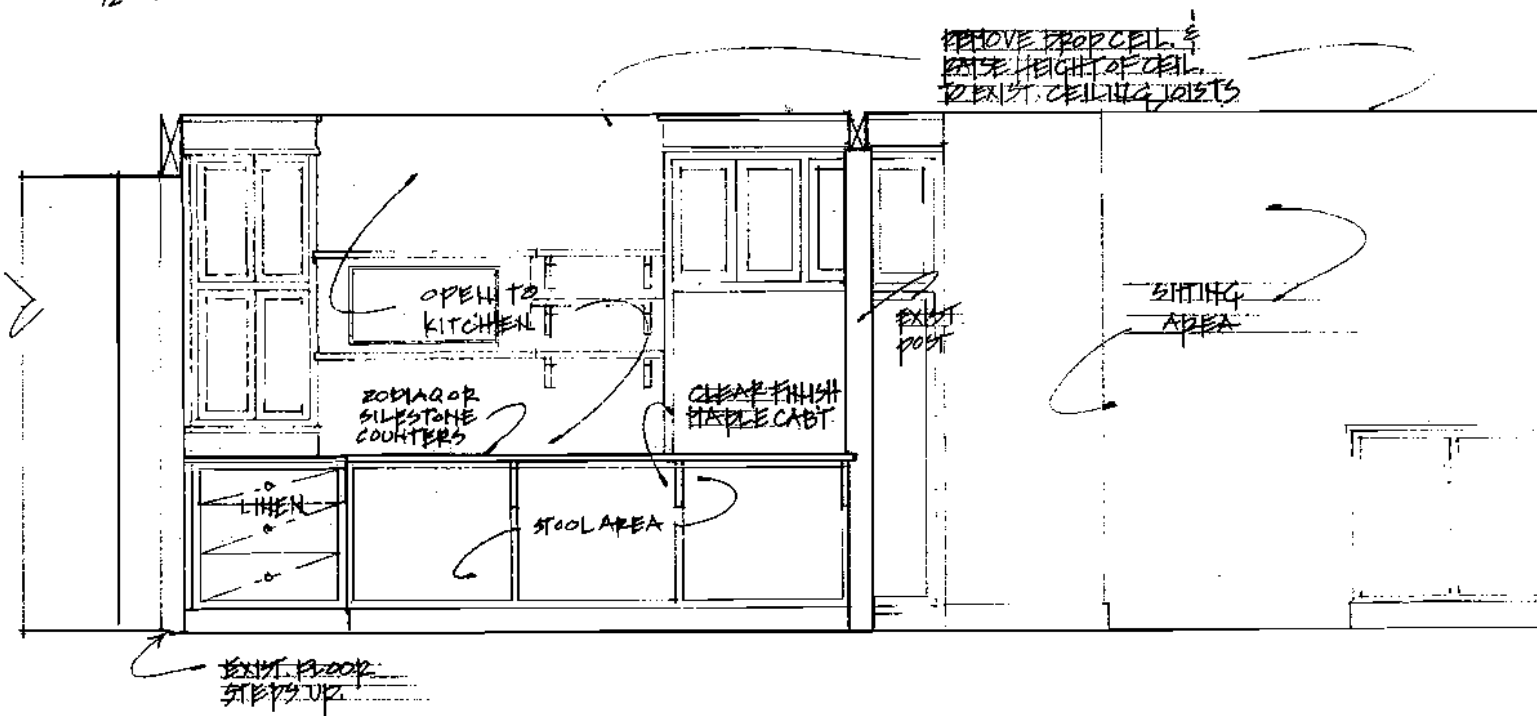 REMOVE DROP CEIL. &
RAISE HEIGHT OF CEIL.
TO EXIST. CEILING JOISTS
OPEN TO
KITCHEN
EXIST
POST
SITTING
AREA
ZODIAQ OR
SILESTONE
COUNTERS
CLEAR FINISH
MAPLE CABT
LINEN
STOOL AREA
EXIST. FLOOR
STEPS UP.